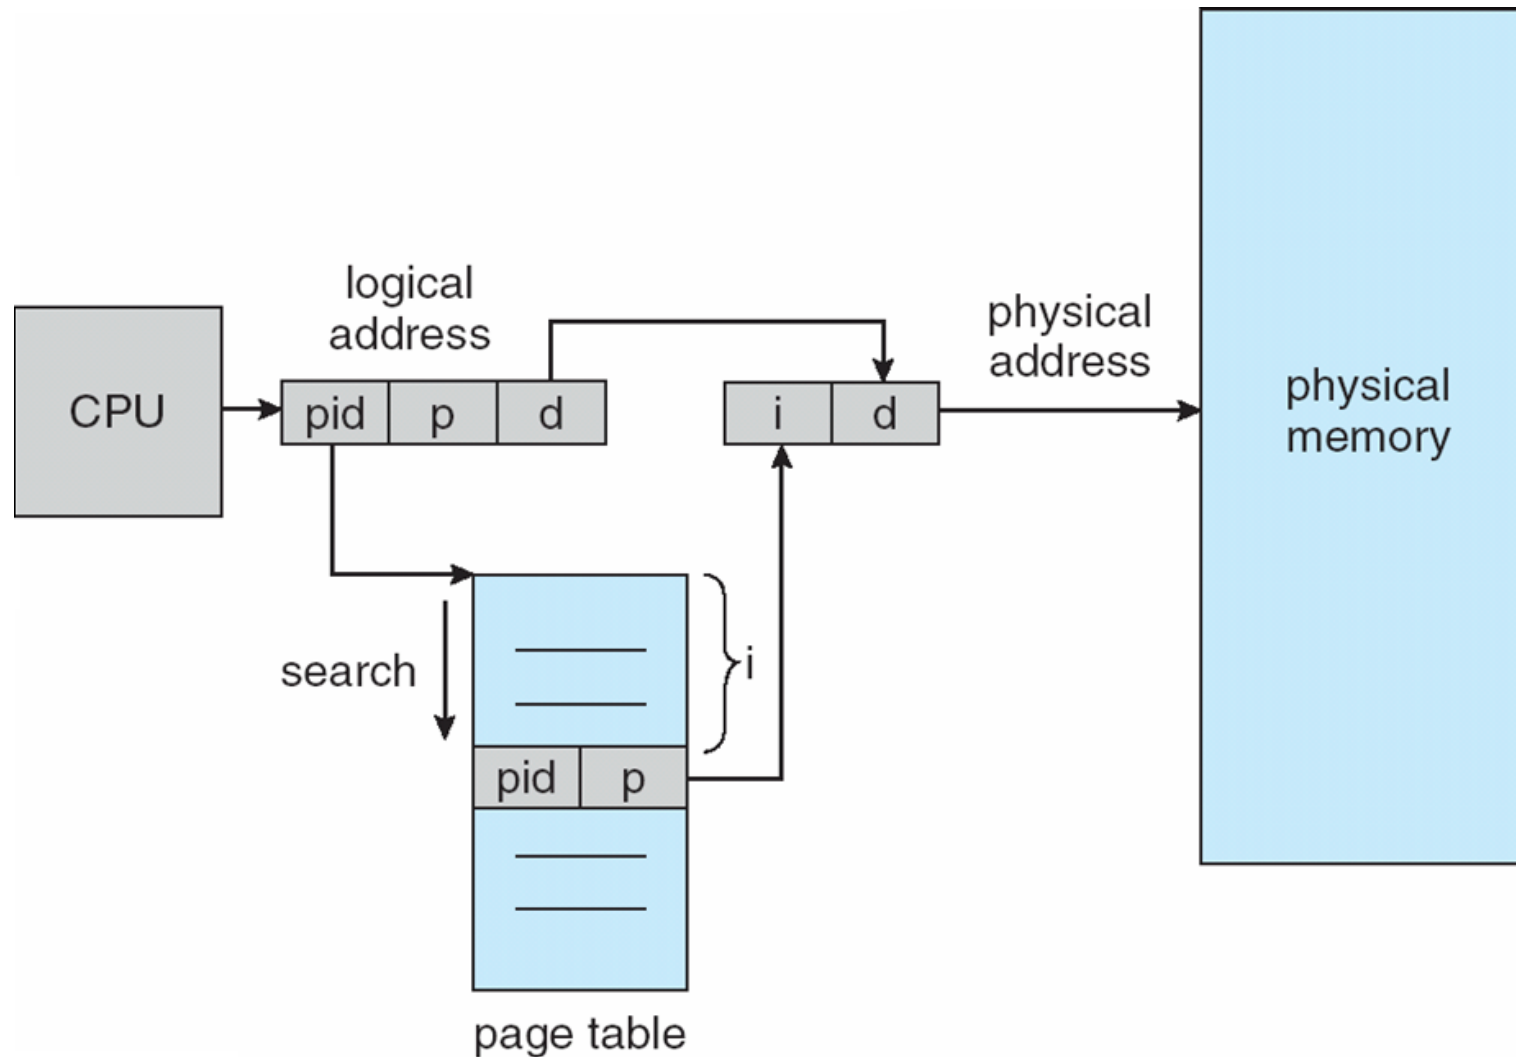 logical
address
physical
address
CPU
pid p d
i d
physical
memory
search
i
pid p
page table